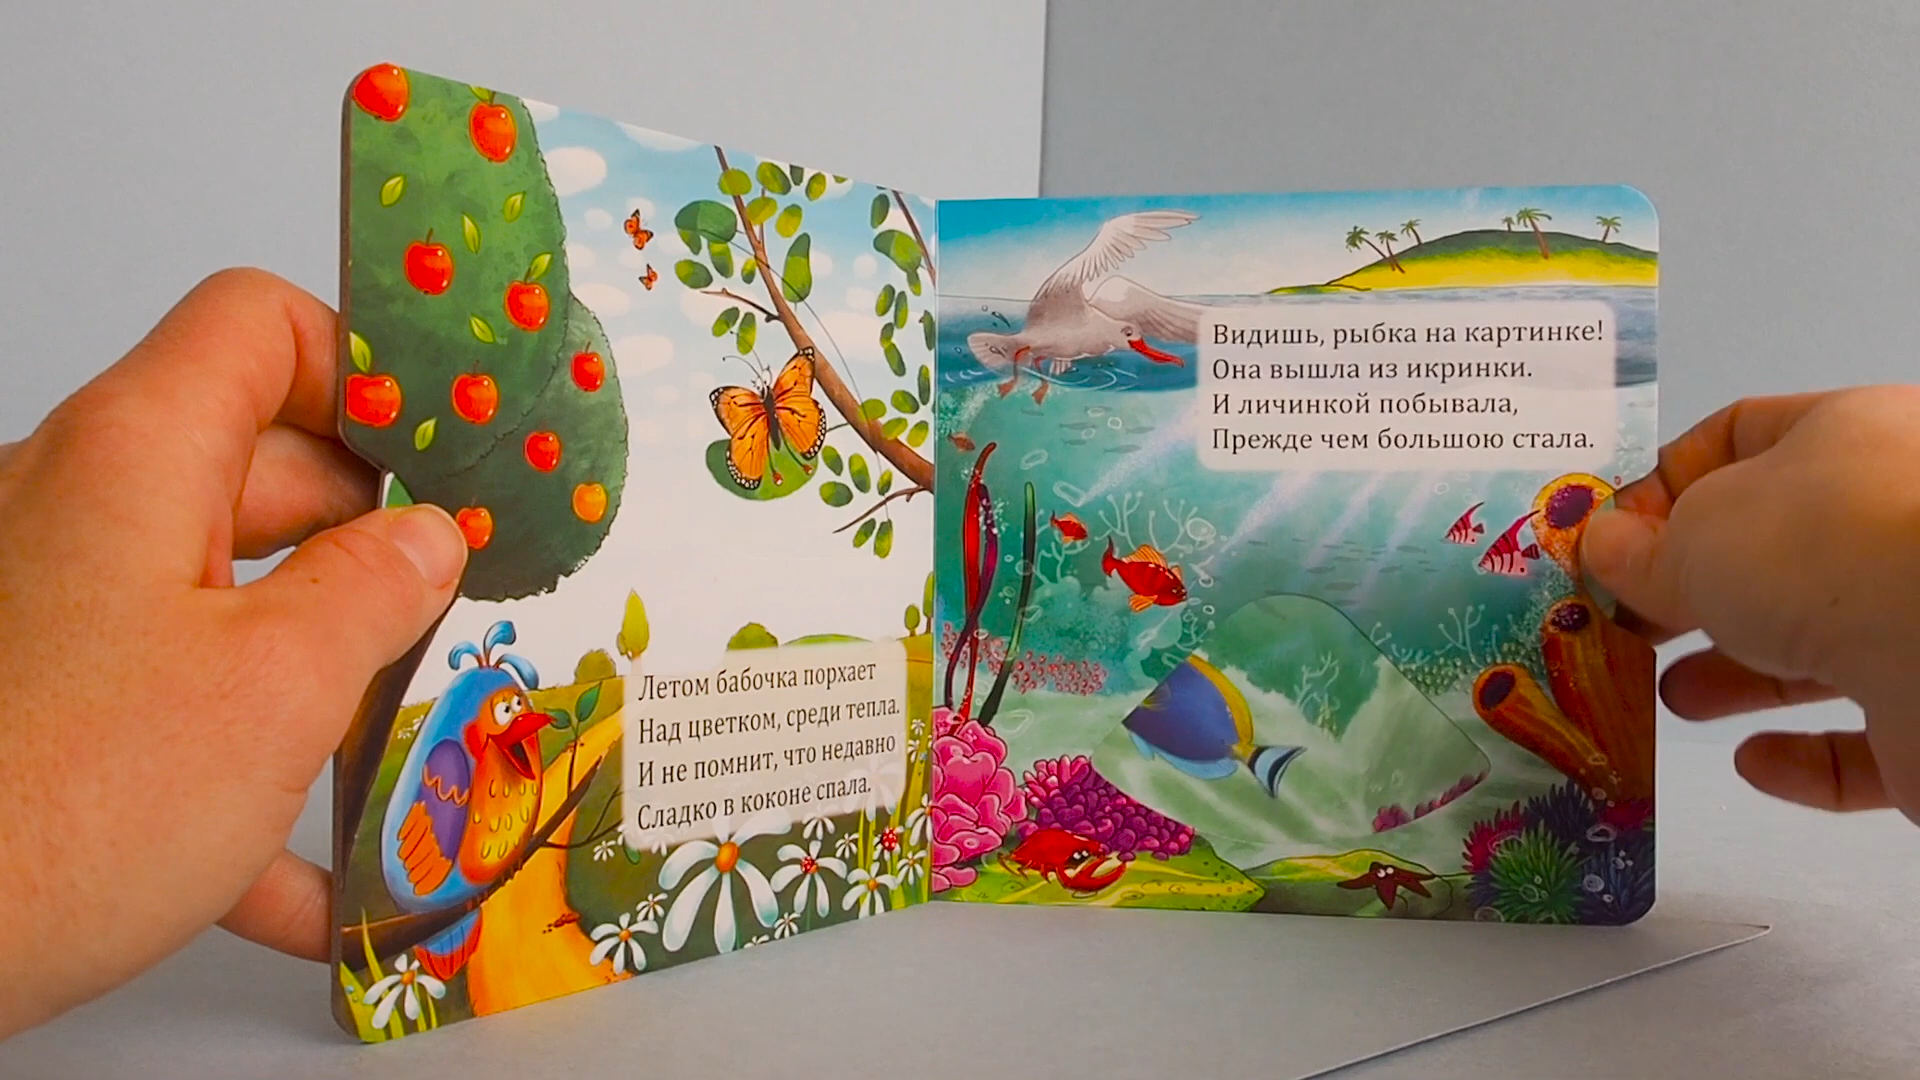 Летом бабочка порхает
Над цветком, среди тепла.
И не помнит, что недавно
Сладко в коконе спала.
Видишь, рыбка на картинке!
Она вышла из икринки.
И личинкой побывала,
Прежде чем большою стала.